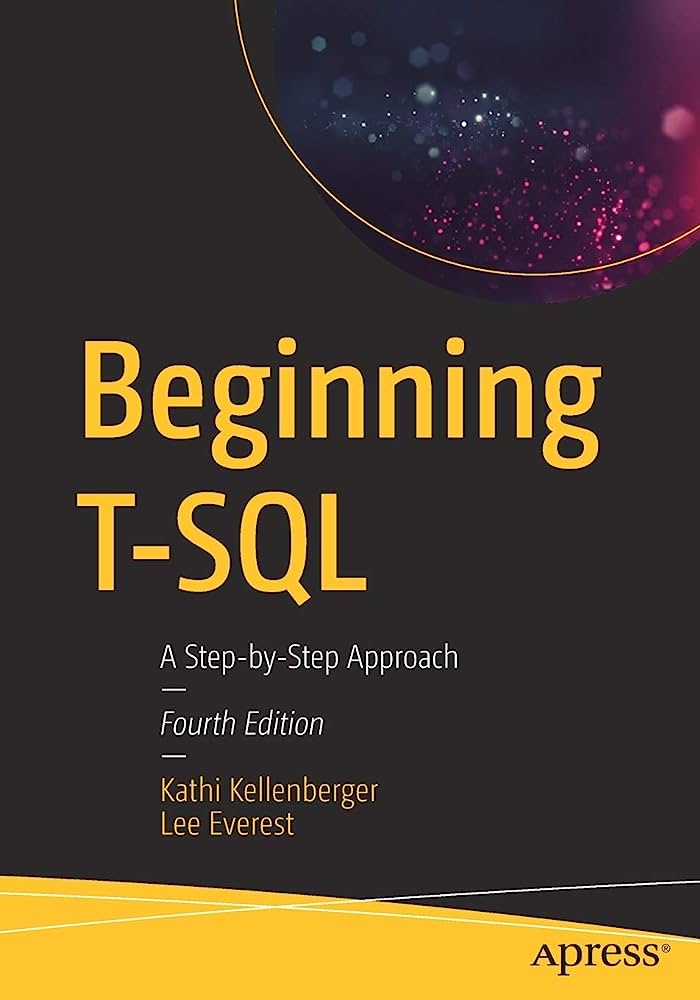 Beginning
T-SQL
A Step-by-Step Approach
—
Fourth Edition
—
Kathi Kellenberger
Lee Everest
Apress®